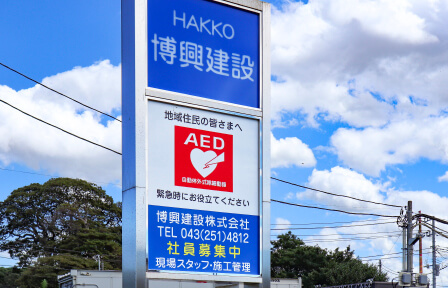 HAKKO
博興建設
地域住民の皆さまへ
AED
自動体外式除細動器
緊急時にお役立てください
博興建設株式会社
TEL 043(251)4812
社員募集中
現場スタッフ・施工管理